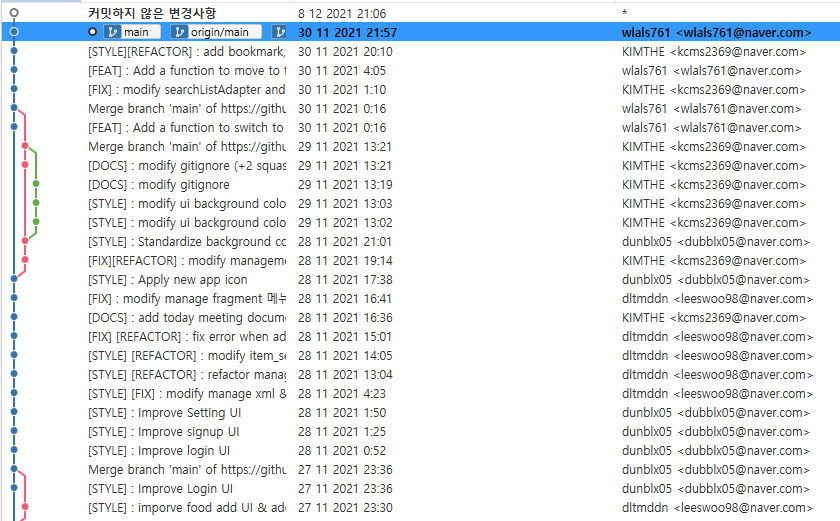 커밋하지 않은 변경사항 8 12 2021 21:06 *
main origin/main 30 11 2021 21:57 wlals761 <wlals761@naver.com>
[STYLE][REFACTOR] : add bookmark, 30 11 2021 20:10 KIMTHE <kcms2369@naver.com>
[FEAT] : Add a function to move to t 30 11 2021 4:05 wlals761 <wlals761@naver.com>
[FIX] : modify searchListAdapter and 30 11 2021 1:10 KIMTHE <kcms2369@naver.com>
Merge branch 'main' of https://githu 30 11 2021 0:16 wlals761 <wlals761@naver.com>
[FEAT] : Add a function to switch to 30 11 2021 0:16 wlals761 <wlals761@naver.com>
Merge branch 'main' of https://githu 29 11 2021 13:21 KIMTHE <kcms2369@naver.com>
[DOCS] : modify gitignore (+2 squas 29 11 2021 13:21 KIMTHE <kcms2369@naver.com>
[DOCS] : modify gitignore 29 11 2021 13:19 KIMTHE <kcms2369@naver.com>
[STYLE] : modify ui background colo 29 11 2021 13:03 KIMTHE <kcms2369@naver.com>
[STYLE] : modify ui background colo 29 11 2021 13:02 KIMTHE <kcms2369@naver.com>
[STYLE] : Standardize background cc 28 11 2021 21:01 dunblx05 <dubblx05@naver.com>
[FIX][REFACTOR] : modify manageme 28 11 2021 19:14 KIMTHE <kcms2369@naver.com>
[STYLE] : Apply new app icon 28 11 2021 17:38 dunblx05 <dubblx05@naver.com>
[FIX] : modify manage fragment 메뉴 28 11 2021 16:41 dltmddn <leeswoo98@naver.com>
[DOCS] : add today meeting docum 28 11 2021 16:36 KIMTHE <kcms2369@naver.com>
[FIX] [REFACTOR] : fix error when ad 28 11 2021 15:01 dltmddn <leeswoo98@naver.com>
[STYLE] [REFACTOR] : modify item_se 28 11 2021 14:05 dltmddn <leeswoo98@naver.com>
[STYLE] [REFACTOR] : refactor manag 28 11 2021 13:04 dltmddn <leeswoo98@naver.com>
[STYLE] [FIX] : modify manage xml & 28 11 2021 4:23 dltmddn <leeswoo98@naver.com>
[STYLE] : Improve Setting UI 28 11 2021 1:50 dunblx05 <dubblx05@naver.com>
[STYLE] : Improve signup UI 28 11 2021 1:25 dunblx05 <dubblx05@naver.com>
[STYLE] : Improve login UI 28 11 2021 0:52 dunblx05 <dubblx05@naver.com>
Merge branch 'main' of https://githu 27 11 2021 23:36 dunblx05 <dubblx05@naver.com>
[STYLE] : Improve Login UI 27 11 2021 23:36 dunblx05 <dubblx05@naver.com>
[STYLE] : imporve food add UI & ad 27 11 2021 23:30 dltmddn <leeswoo98@naver.com>